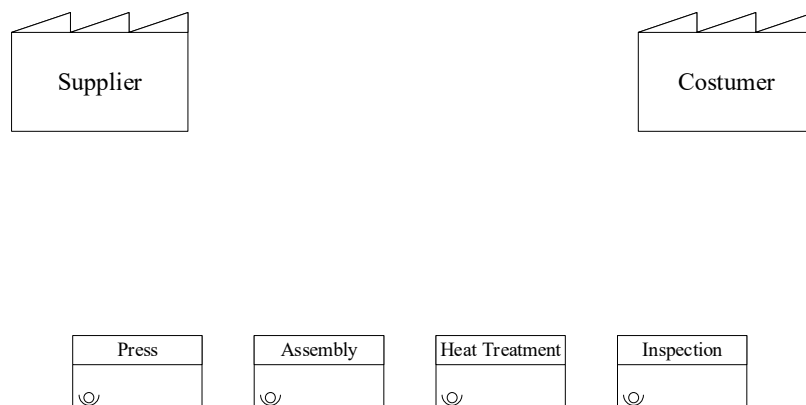 Supplier
Costumer
Press
Assembly
Heat Treatment
Inspection